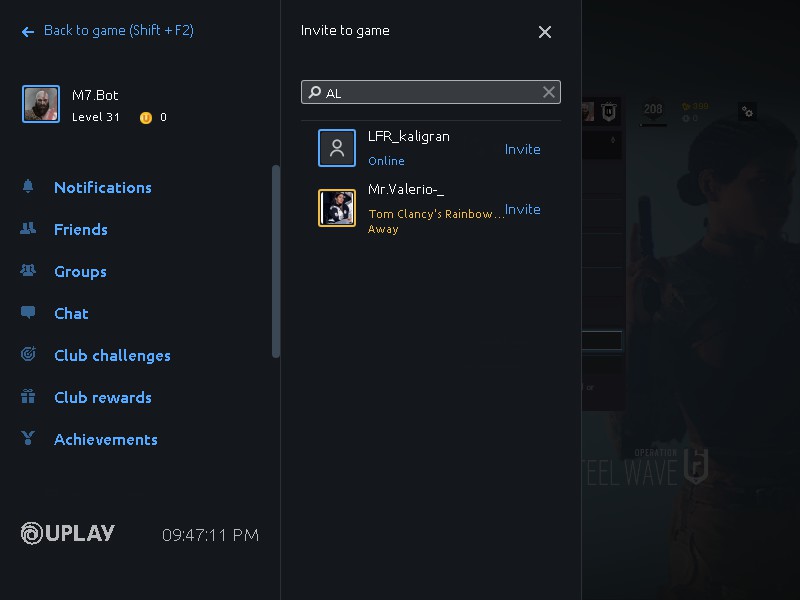 Back to game (Shift + F2)
Invite to game
M7.Bot
Level 31
0
AL
LFR_kaligran
Online
Invite
Mr.Valerio-_
Tom Clancy's Rainbow...
Away
Invite
Notifications
Friends
Groups
Chat
Club challenges
Club rewards
Achievements
UPLAY
09:47:11 PM
208
OPERATION
TEEL WAVE